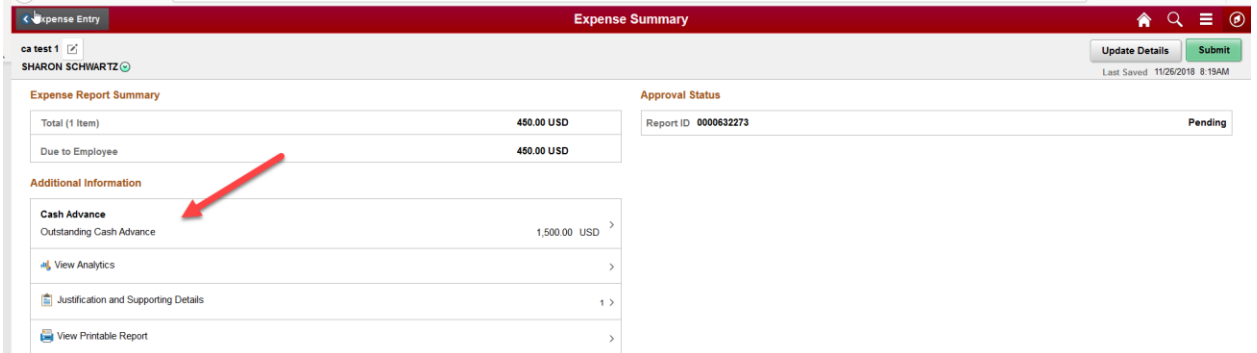 Expense Entry
Expense Summary
ca test 1
Update Details
Submit
SHARON SCHWARTZ
Last Saved 11/26/2018 8:19AM
Expense Report Summary
Approval Status
Total (1 Item) 450.00 USD
Report ID 0000632273 Pending
Due to Employee 450.00 USD
Additional Information
Cash Advance
Outstanding Cash Advance 1,500.00 USD
View Analytics
Justification and Supporting Details 1
View Printable Report